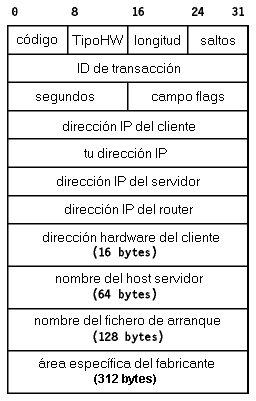 0 8 16 24 31
código TipoHW longitud saltos
ID de transacción
segundos campo flags
dirección IP del cliente
tu dirección IP
dirección IP del servidor
dirección IP del router
dirección hardware del cliente
(16 bytes)
nombre del host servidor
(64 bytes)
nombre del fichero de arranque
(128 bytes)
área específica del fabricante
(312 bytes)